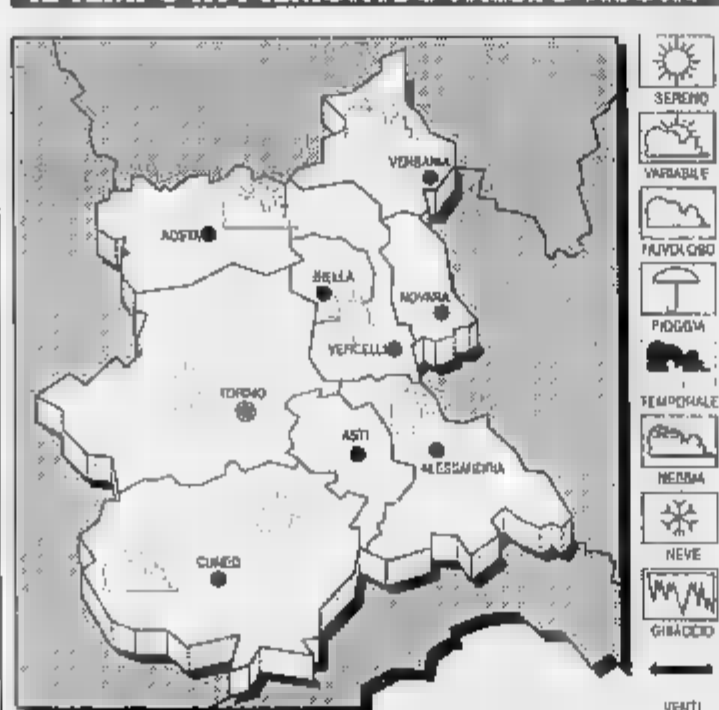 SERENO
VERBANIA
VARIABILE
AOSTA
NUVOLOSO
BIELLA
NOVARA
PIOGGIA
VERCELLI
TORINO
TEMPORALE
ASTI
ALESSANDRIA
NEBBIA
NEVE
CUNEO
GHIACCIO
VENTI